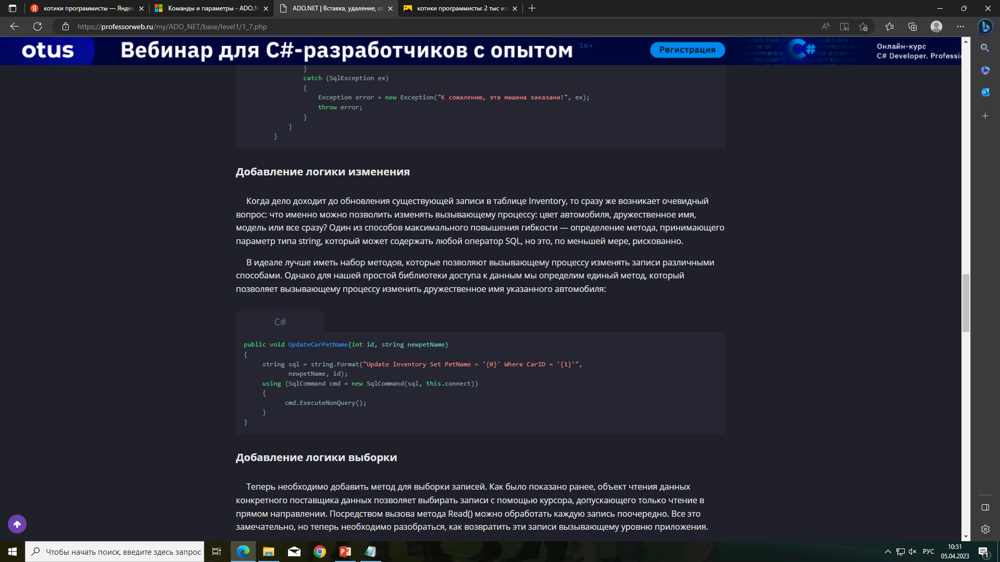 котики программисты — Яндек
Команды и параметры - ADO.N
ADO.NET | Вставка, удаление, об
котики программисты: 2 тыс из
https://professorweb.ru/my/ADO_NET/base/level1/1_7.php
otus
Вебинар для C#-разработчиков с опытом
16+
Регистрация
C#
Онлайн-курс
C# Developer. Professi
}
catch (SqlException ex)
{
Exception error = new Exception("К сожалению, эта машина заказана!", ex);
throw error;
}
}
}
Добавление логики изменения
Когда дело доходит до обновления существующей записи в таблице Inventory, то сразу же возникает очевидный
вопрос: что именно можно позволить изменять вызывающему процессу: цвет автомобиля, дружественное имя,
модель или все сразу? Один из способов максимального повышения гибкости — определение метода, принимающего
параметр типа string, который может содержать любой оператор SQL, но это, по меньшей мере, рискованно.
В идеале лучше иметь набор методов, которые позволяют вызывающему процессу изменять записи различными
способами. Однако для нашей простой библиотеки доступа к данным мы определим единый метод, который
позволяет вызывающему процессу изменить дружественное имя указанного автомобиля:
C#
public void UpdateCarPetName(int id, string newpetName)
{
string sql = string.Format("Update Inventory Set PetName = '{0}' Where CarID = '{1}'",
newpetName, id);
using (SqlCommand cmd = new SqlCommand(sql, this.connect))
{
cmd.ExecuteNonQuery();
}
}
Добавление логики выборки
Теперь необходимо добавить метод для выборки записей. Как было показано ранее, объект чтения данных
конкретного поставщика данных позволяет выбирать записи с помощью курсора, допускающего только чтение в
прямом направлении. Посредством вызова метода Read() можно обработать каждую запись поочередно. Все это
замечательно, но теперь необходимо разобраться, как возвратить эти записи вызывающему уровню приложения.
Чтобы начать поиск, введите здесь запрос
РУС
10:51
05.04.2023
1